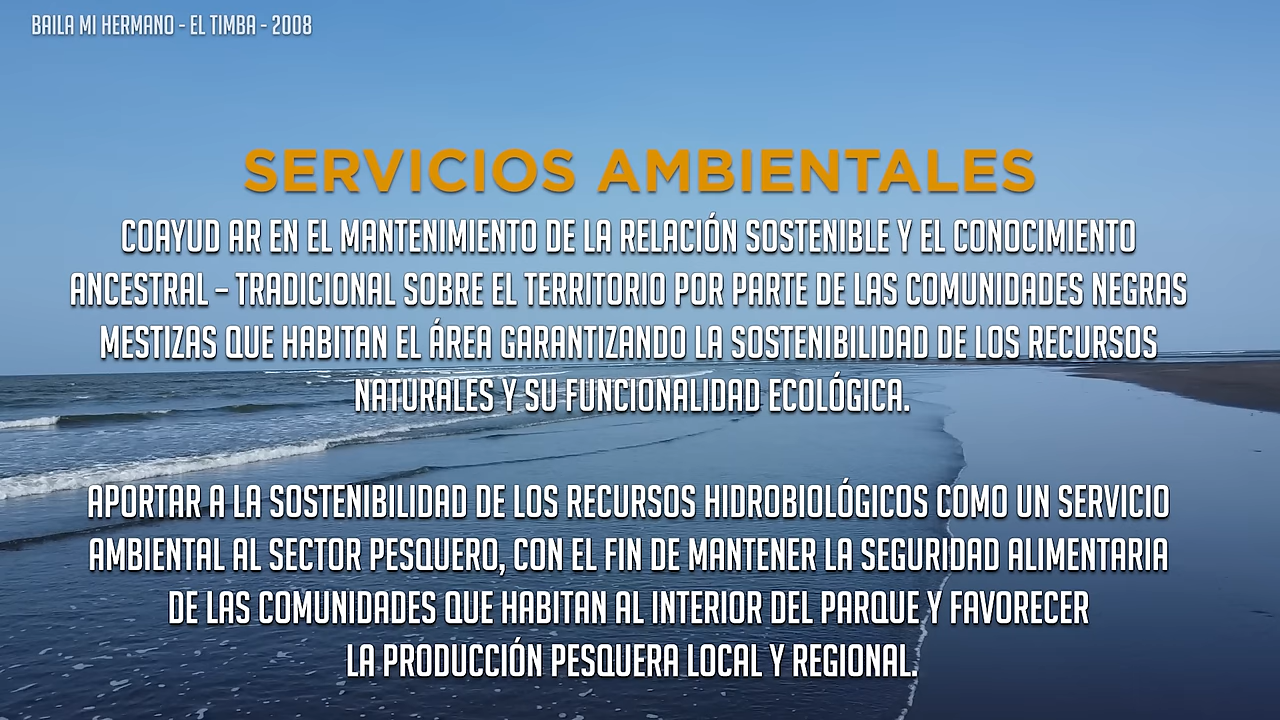 BAILA MI HERMANO - EL TIMBA - 2008
SERVICIOS AMBIENTALES
COAYUD AR EN EL MANTENIMIENTO DE LA RELACIÓN SOSTENIBLE Y EL CONOCIMIENTO
ANCESTRAL – TRADICIONAL SOBRE EL TERRITORIO POR PARTE DE LAS COMUNIDADES NEGRAS
MESTIZAS QUE HABITAN EL ÁREA GARANTIZANDO LA SOSTENIBILIDAD DE LOS RECURSOS
NATURALES Y SU FUNCIONALIDAD ECOLÓGICA.
APORTAR A LA SOSTENIBILIDAD DE LOS RECURSOS HIDROBIOLÓGICOS COMO UN SERVICIO
AMBIENTAL AL SECTOR PESQUERO, CON EL FIN DE MANTENER LA SEGURIDAD ALIMENTARIA
DE LAS COMUNIDADES QUE HABITAN AL INTERIOR DEL PARQUE Y FAVORECER
LA PRODUCCIÓN PESQUERA LOCAL Y REGIONAL.